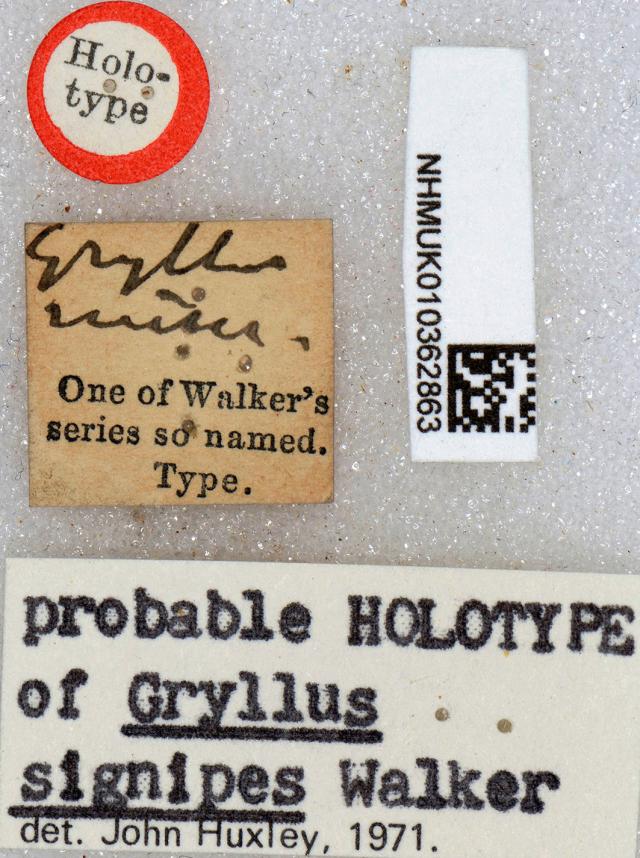 Holo-
type
NHMUK010362863
Gryllus
One of Walker's
series so named.
Type.
probable HOLOTYPE
of Gryllus
signipes Walker
det. John Huxley, 1971.